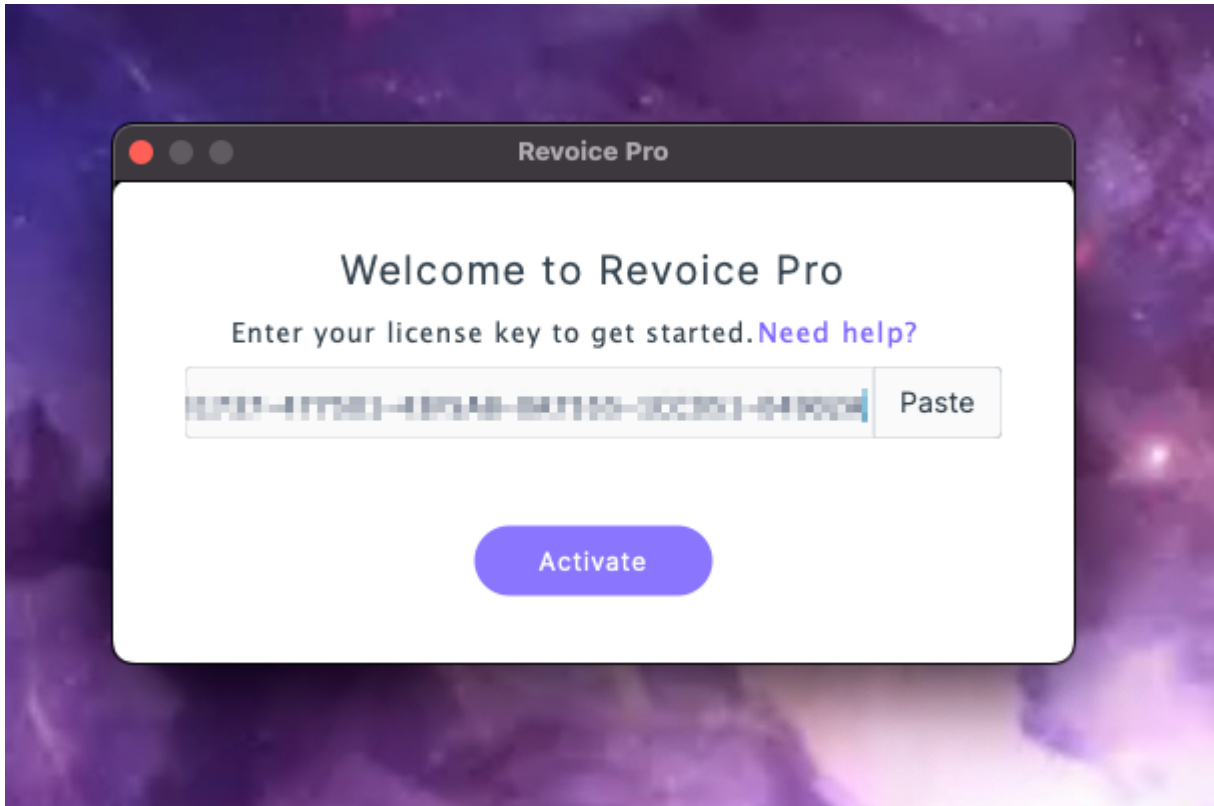 Revoice Pro
Welcome to Revoice Pro
Enter your license key to get started. Need help?
Paste
Activate